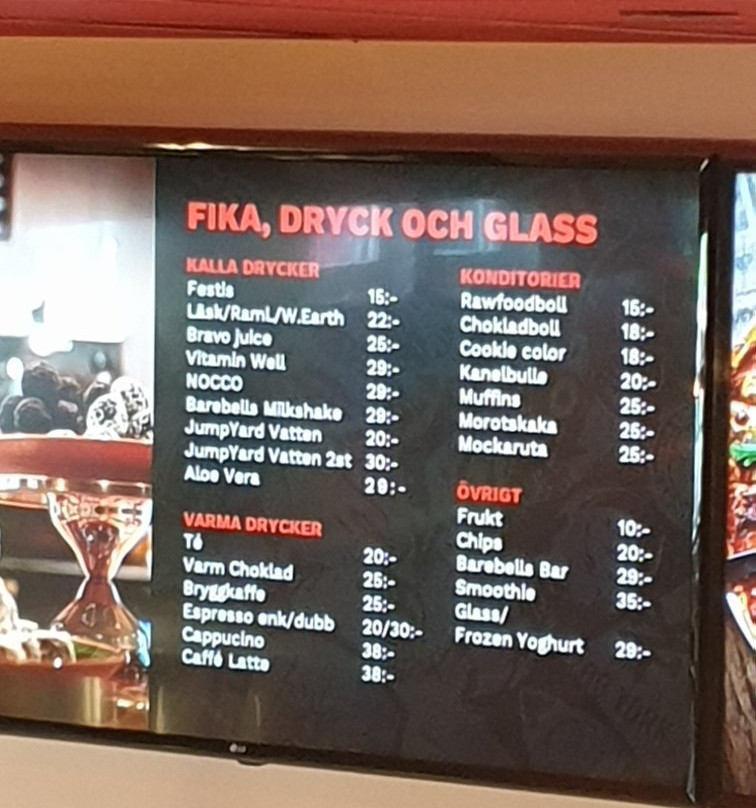 FIKA, DRYCK OCH GLASS
KALLA DRYCKER
Festis 15:-
Läsk/RamL/W.Earth 22:-
Bravo juice 25:-
Vitamin Well 29:-
NOCCO 29:-
Barebells Milkshake 29:-
JumpYard Vatten 20:-
JumpYard Vatten 2st 30:-
Aloe Vera 29:-
VARMA DRYCKER
Té 20:-
Varm Choklad 25:-
Bryggkaffe 25:-
Espresso enk/dubb 20/30:-
Cappucino 38:-
Caffé Latte 38:-
KONDITORIER
Rawfoodboll 15:-
Chokladboll 18:-
Cookie color 18:-
Kanelbulle 20:-
Muffins 25:-
Morotskaka 25:-
Mockaruta 25:-
ÖVRIGT
Frukt 10:-
Chips 20:-
Barebells Bar 29:-
Smoothie 35:-
Glass/
Frozen Yoghurt 29:-
LG